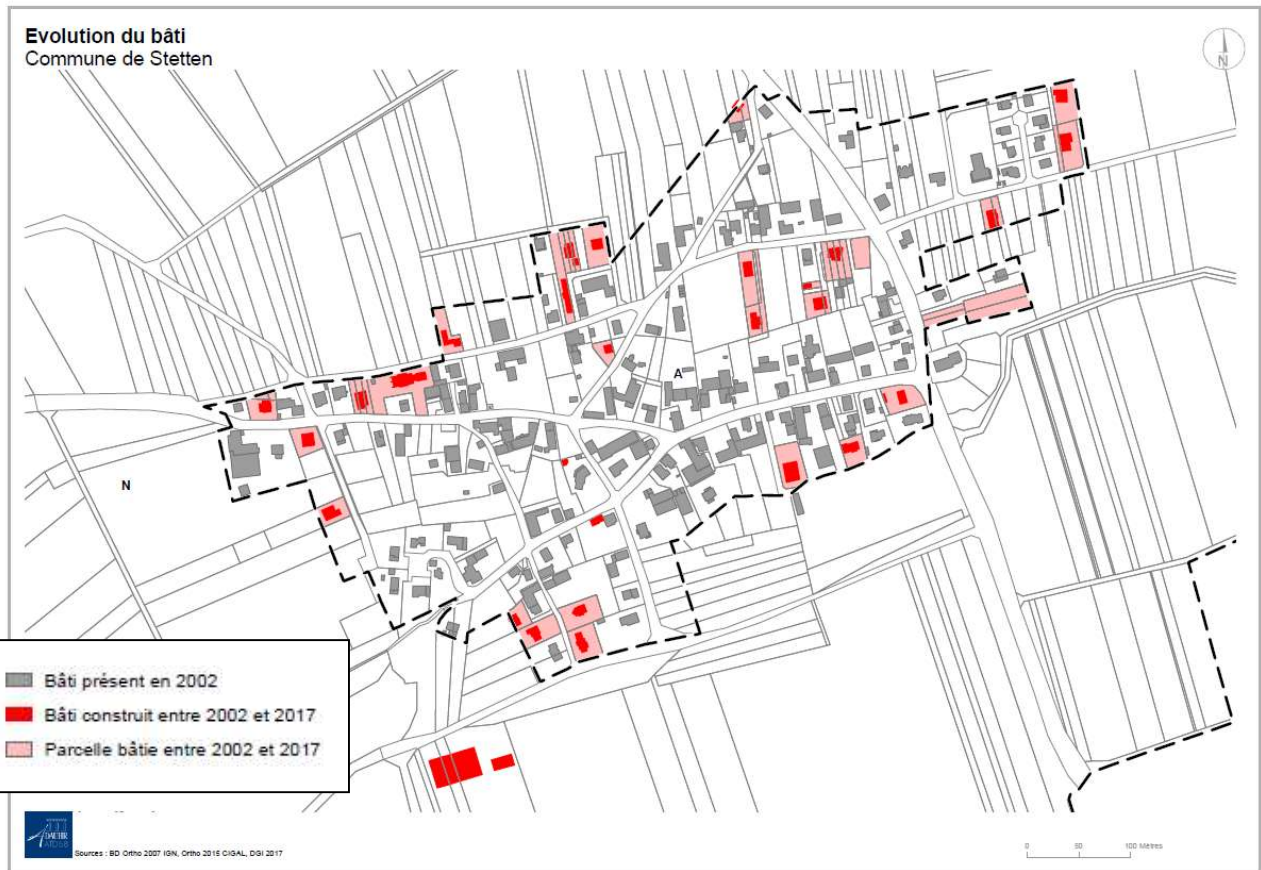 Evolution du bâti
Commune de Stetten
N
A
N
Bâti présent en 2002
Bâti construit entre 2002 et 2017
Parcelle bâtie entre 2002 et 2017
Sources : BD Ortho 2007 IGN, Ortho 2015 CIGAL, DGI 2017
0 50 100 Mètres